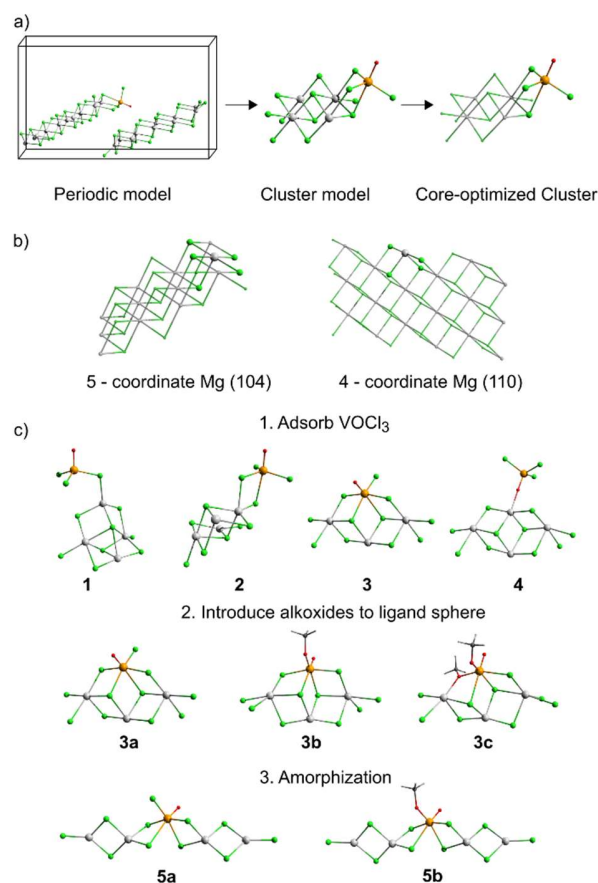 a)
Periodic model
Cluster model
Core-optimized Cluster
b)
5 - coordinate Mg (104)
4 - coordinate Mg (110)
1. Adsorb VOCl₃
c)
1
2
3
4
2. Introduce alkoxides to ligand sphere
3a
3b
3c
3. Amorphization
5a
5b